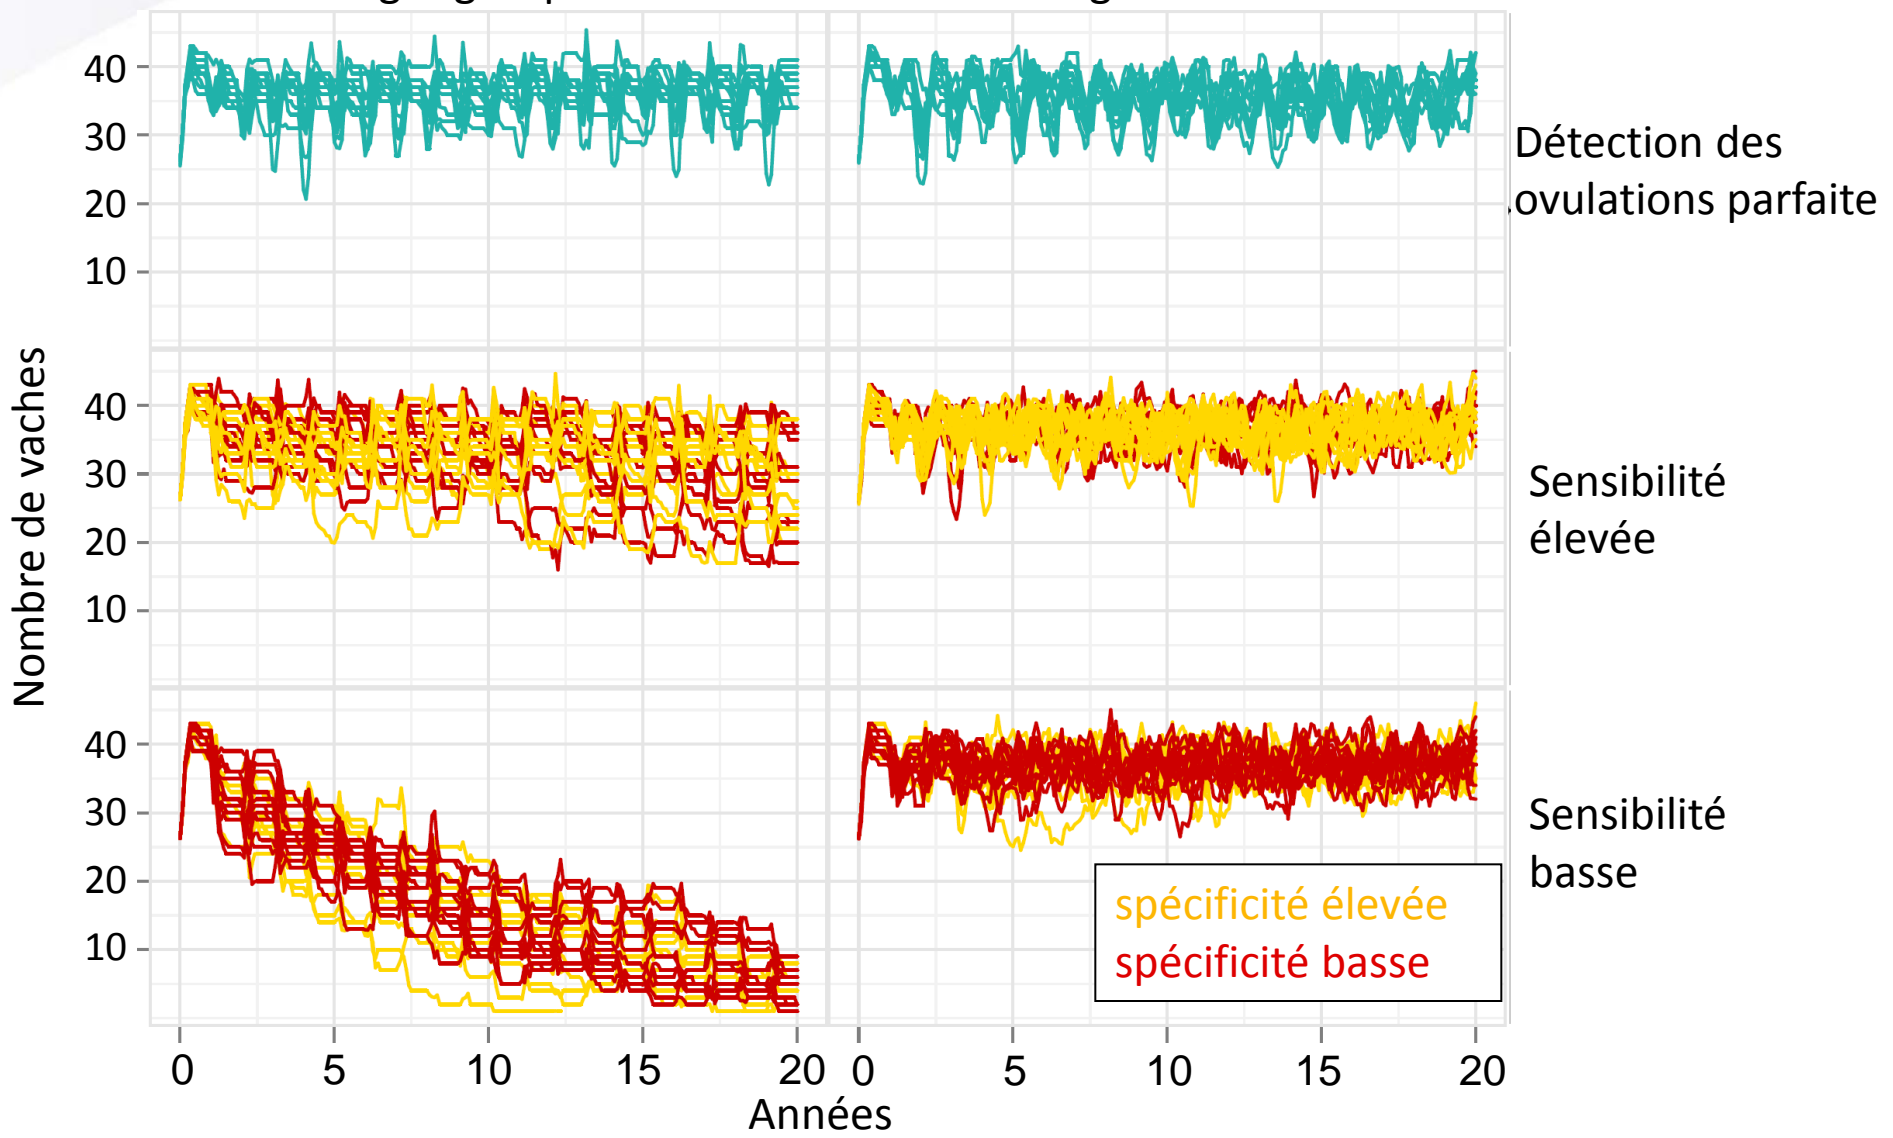 40
30
20
10
Détection des
ovulations parfaite
Nombre de vaches
40
30
20
10
Sensibilité
élevée
40
30
20
10
Sensibilité
basse
spécificité élevée
spécificité basse
0 5 10 15 20 0 5 10 15 20
Années